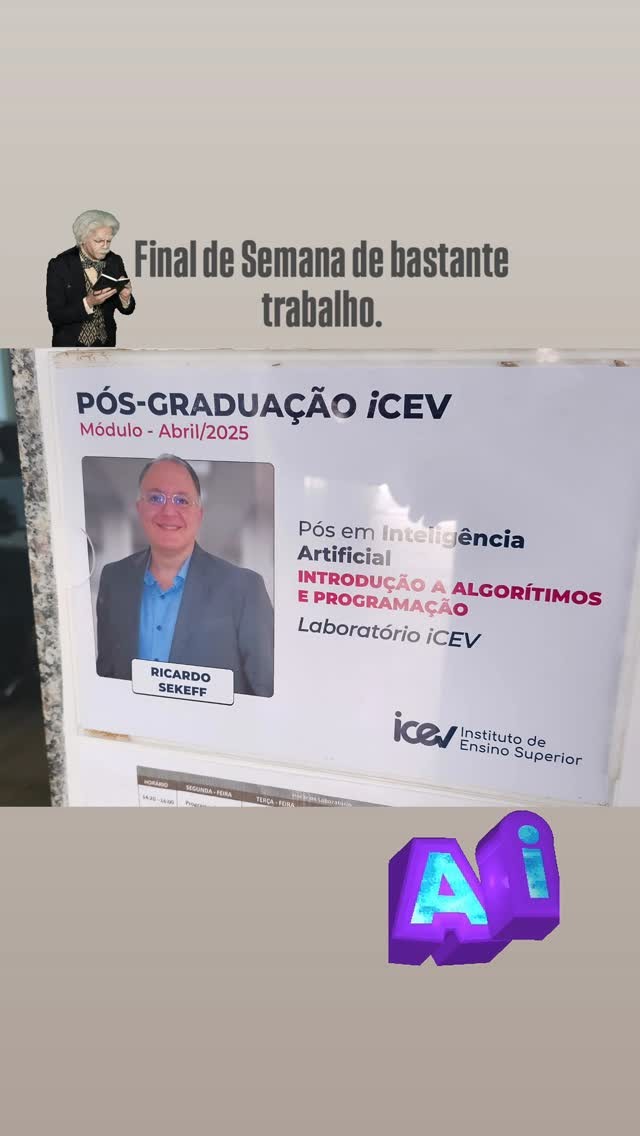 Final de Semana de bastante
trabalho.
PÓS-GRADUAÇÃO iCEV
Módulo - Abril/2025
Pós em Inteligência
Artificial
INTRODUÇÃO A ALGORÍTIMOS
E PROGRAMAÇÃO
Laboratório iCEV
RICARDO
SEKEFF
icev Instituto de
Ensino Superior
HORÁRIO SEGUNDA - FEIRA TERÇA - FEIRA
Ai